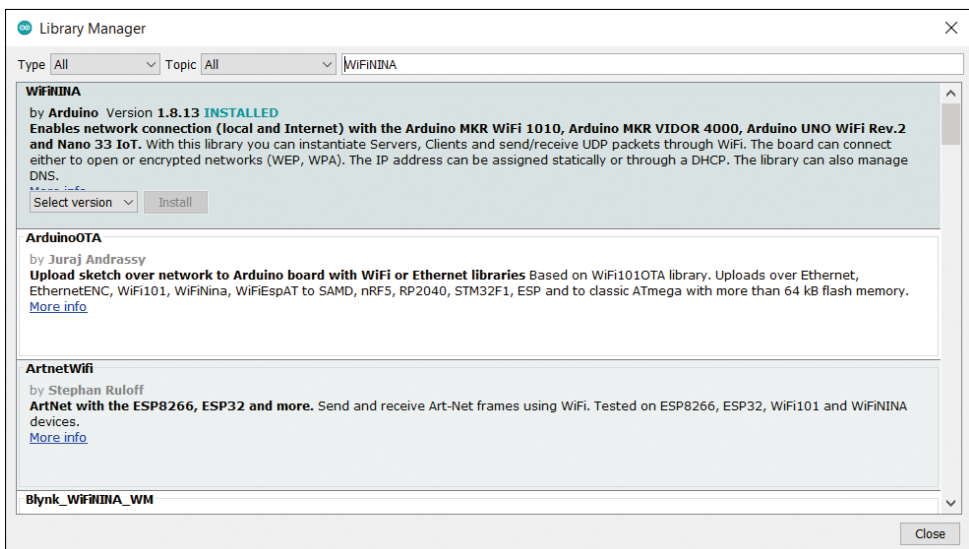 Library Manager
Type All Topic All WiFiNINA
WiFiNINA
by Arduino Version 1.8.13 INSTALLED
Enables network connection (local and Internet) with the Arduino MKR WiFi 1010, Arduino MKR VIDOR 4000, Arduino UNO WiFi Rev.2
and Nano 33 IoT. With this library you can instantiate Servers, Clients and send/receive UDP packets through WiFi. The board can connect
either to open or encrypted networks (WEP, WPA). The IP address can be assigned statically or through a DHCP. The library can also manage
DNS.
More info
Select version Install
ArduinoOTA
by Juraj Andrassy
Upload sketch over network to Arduino board with WiFi or Ethernet libraries Based on WiFi101OTA library. Uploads over Ethernet,
EthernetENC, WiFi101, WiFiNina, WiFiEspAT to SAMD, nRF5, RP2040, STM32F1, ESP and to classic ATmega with more than 64 kB flash memory.
More info
ArtnetWifi
by Stephan Ruloff
ArtNet with the ESP8266, ESP32 and more. Send and receive Art-Net frames using WiFi. Tested on ESP8266, ESP32, WiFi101 and WiFiNINA
devices.
More info
Blynk_WiFiNINA_WM
Close